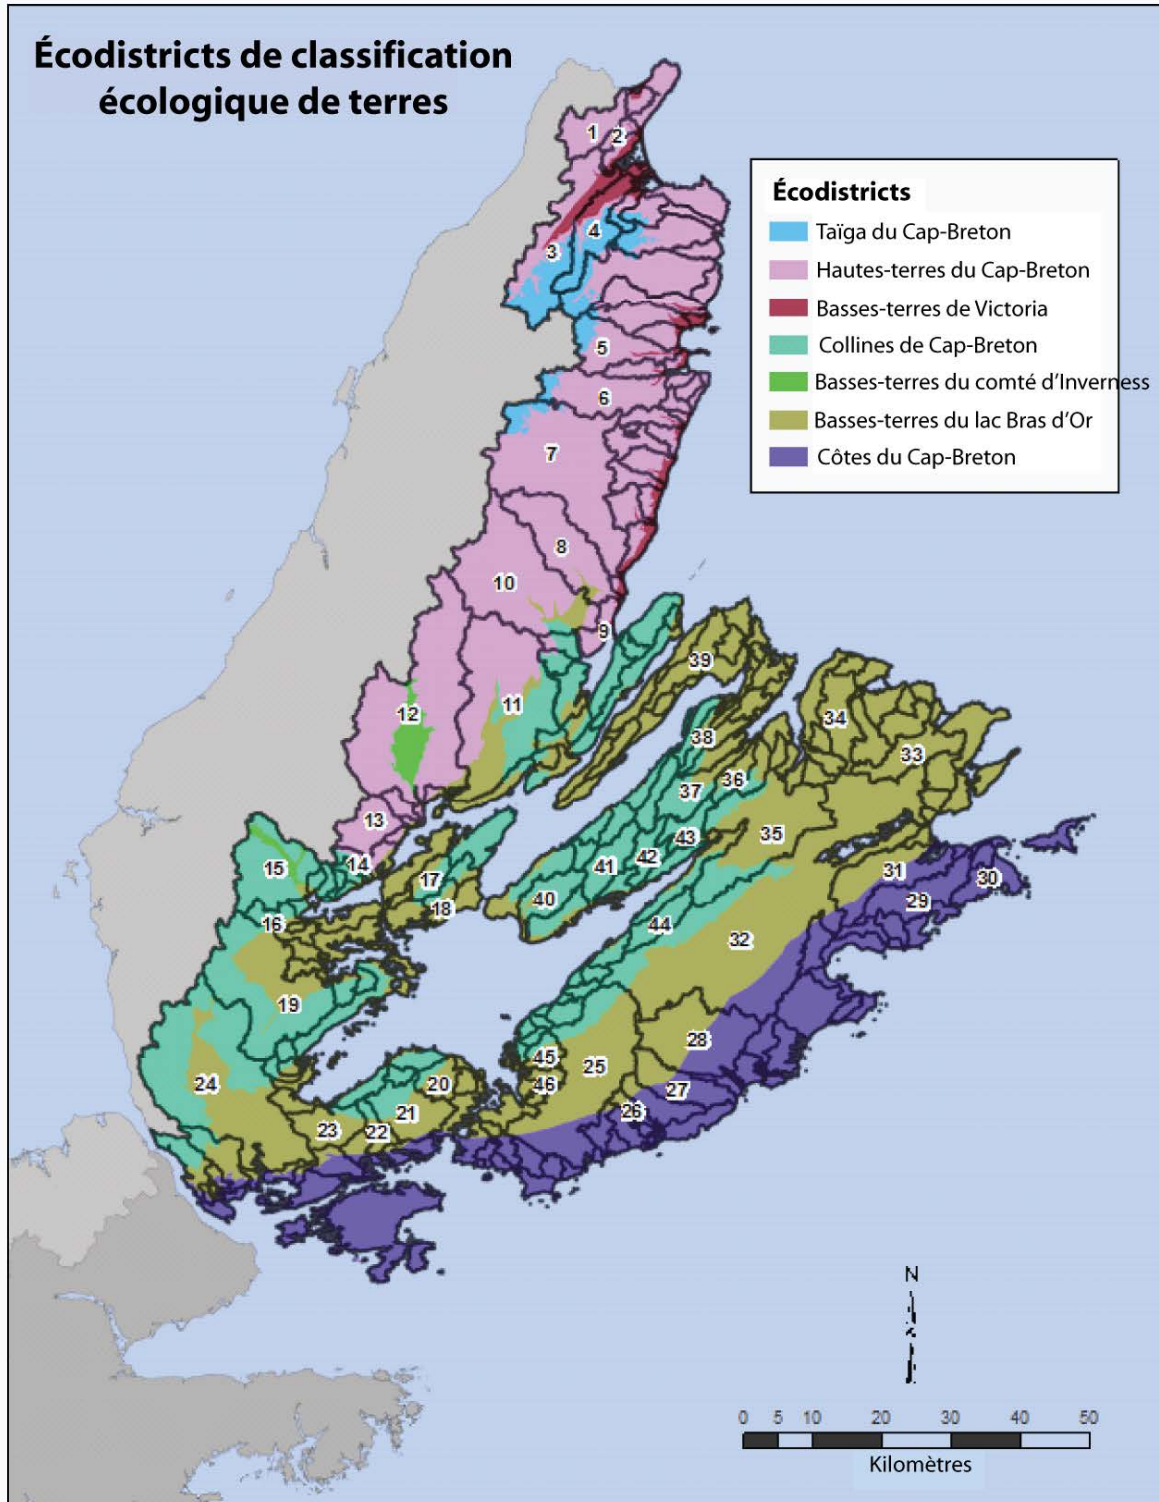 Écodistricts de classification
écologique de terres
Écodistricts
Taïga du Cap-Breton
Hautes-terres du Cap-Breton
Basses-terres de Victoria
Collines de Cap-Breton
Basses-terres du comté d'Inverness
Basses-terres du lac Bras d'Or
Côtes du Cap-Breton
1 2
4
3
5
6
7
8
10
9
39
12 11
34
38
33
36
37
13
35
43
14
42
15 41
31
17
30
40 29
18
16 44
32
19
28
45
25
24 46
20
27
21 26
23 22
N
0 5 10 20 30 40 50
Kilomètres